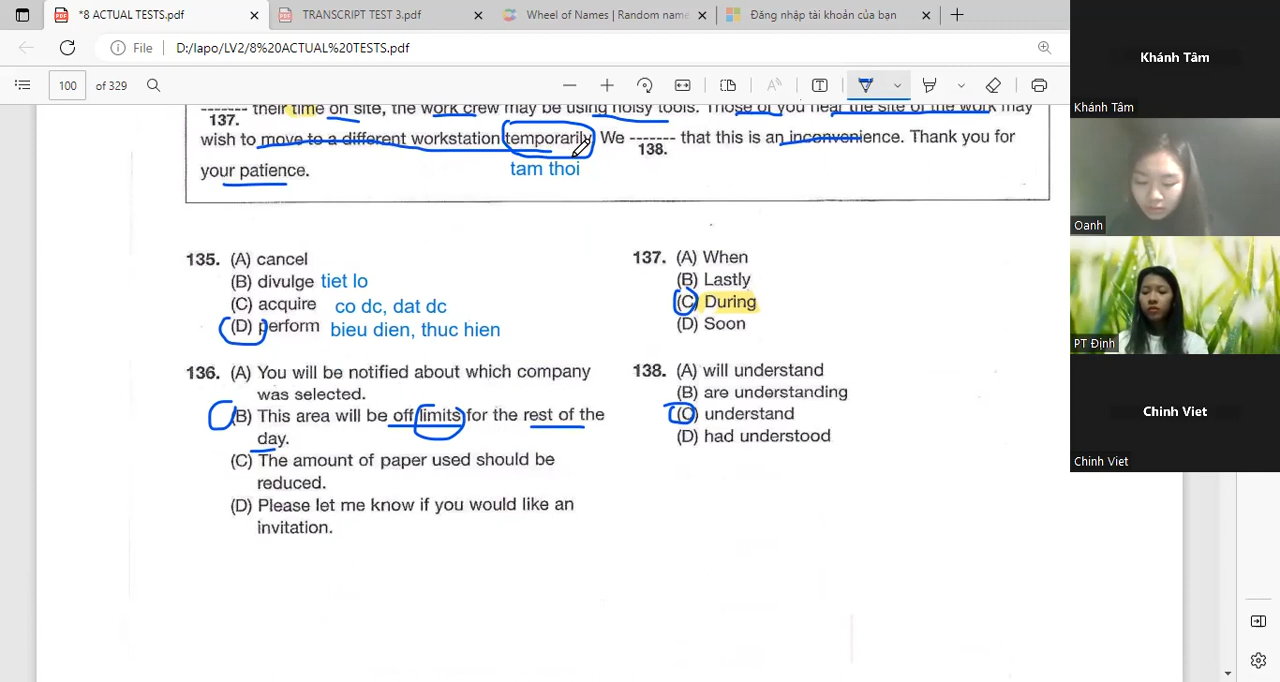 *8 ACTUAL TESTS.pdf
TRANSCRIPT TEST 3.pdf
Wheel of Names | Random name
Đăng nhập tài khoản của bạn
File
D:/lapo/LV2/8%20ACTUAL%20TESTS.pdf
100 of 329
------- their time on site, the work crew may be using noisy tools. Those of you near the site of the work may
137.
wish to move to a different workstation temporarily. We ------- that this is an inconvenience. Thank you for
138.
your patience.
tam thoi
135. (A) cancel
(B) divulge tiet lo
(C) acquire co dc, dat dc
(D) perform bieu dien, thuc hien
136. (A) You will be notified about which company
was selected.
(B) This area will be off limits for the rest of the
day.
(C) The amount of paper used should be
reduced.
(D) Please let me know if you would like an
invitation.
137. (A) When
(B) Lastly
(C) During
(D) Soon
138. (A) will understand
(B) are understanding
(C) understand
(D) had understood
Khánh Tâm
Khánh Tâm
Oanh
PT Định
Chinh Viet
Chinh Viet